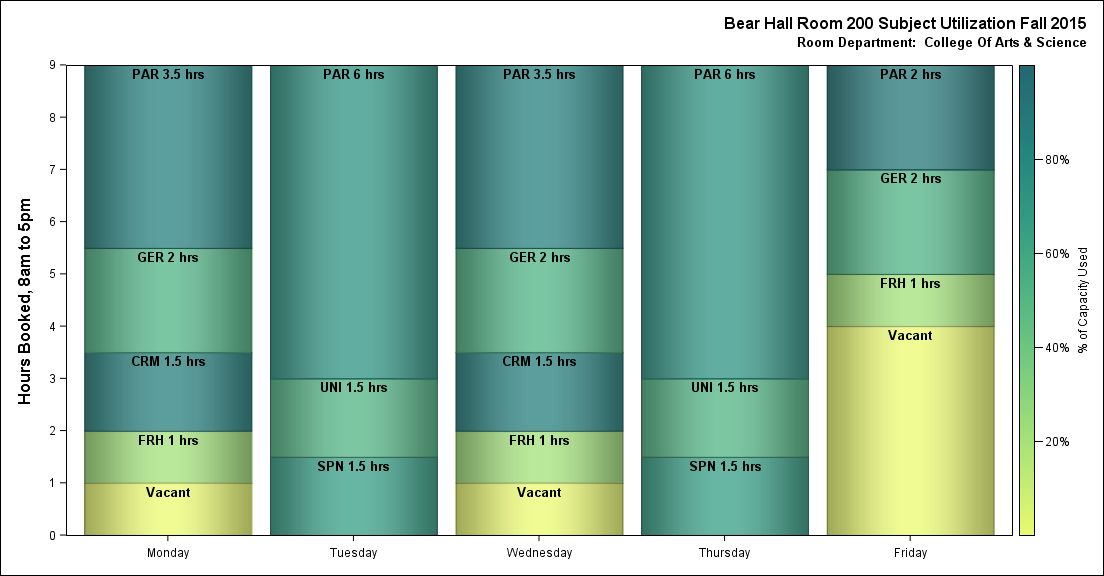 Bear Hall Room 200 Subject Utilization Fall 2015
Room Department:  College Of Arts & Science
Hours Booked, 8am to 5pm
9
8
7
6
5
4
3
2
1
0
PAR 3.5 hrs
GER 2 hrs
CRM 1.5 hrs
FRH 1 hrs
Vacant
PAR 6 hrs
UNI 1.5 hrs
SPN 1.5 hrs
PAR 3.5 hrs
GER 2 hrs
CRM 1.5 hrs
FRH 1 hrs
Vacant
PAR 6 hrs
UNI 1.5 hrs
SPN 1.5 hrs
PAR 2 hrs
GER 2 hrs
FRH 1 hrs
Vacant
Monday
Tuesday
Wednesday
Thursday
Friday
80%
60%
40%
20%
% of Capacity Used